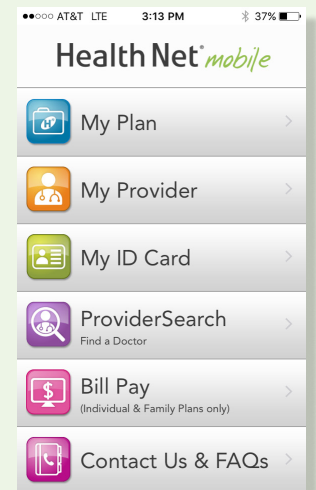 AT&T LTE 3:13 PM 37%
Health Net® mobile
My Plan
My Provider
My ID Card
ProviderSearch
Find a Doctor
Bill Pay
(Individual & Family Plans only)
Contact Us & FAQs